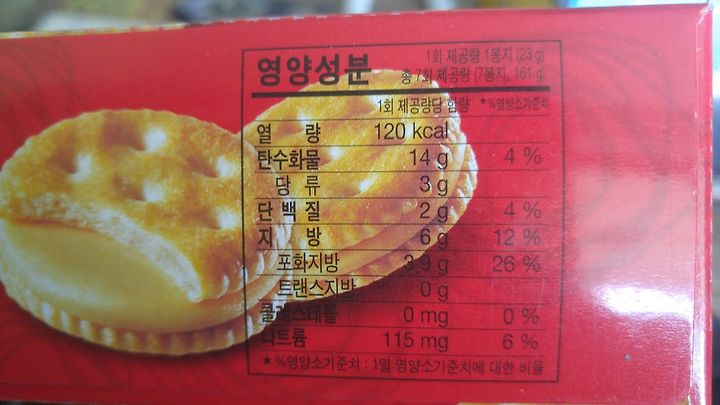 영양성분
1회 제공량 1봉지 (23 g)
총 7회 제공량 (7봉지, 161 g)
1회 제공량당 함량 *%영양소기준치
열 량 120 kcal
탄수화물 14 g 4 %
당 류 3 g
단 백 질 2 g 4 %
지 방 6 g 12 %
포화지방 3.9 g 26 %
트랜스지방 0 g
콜레스테롤 0 mg 0 %
나트륨 115 mg 6 %
*%영양소기준치 : 1일 영양소기준치에 대한 비율